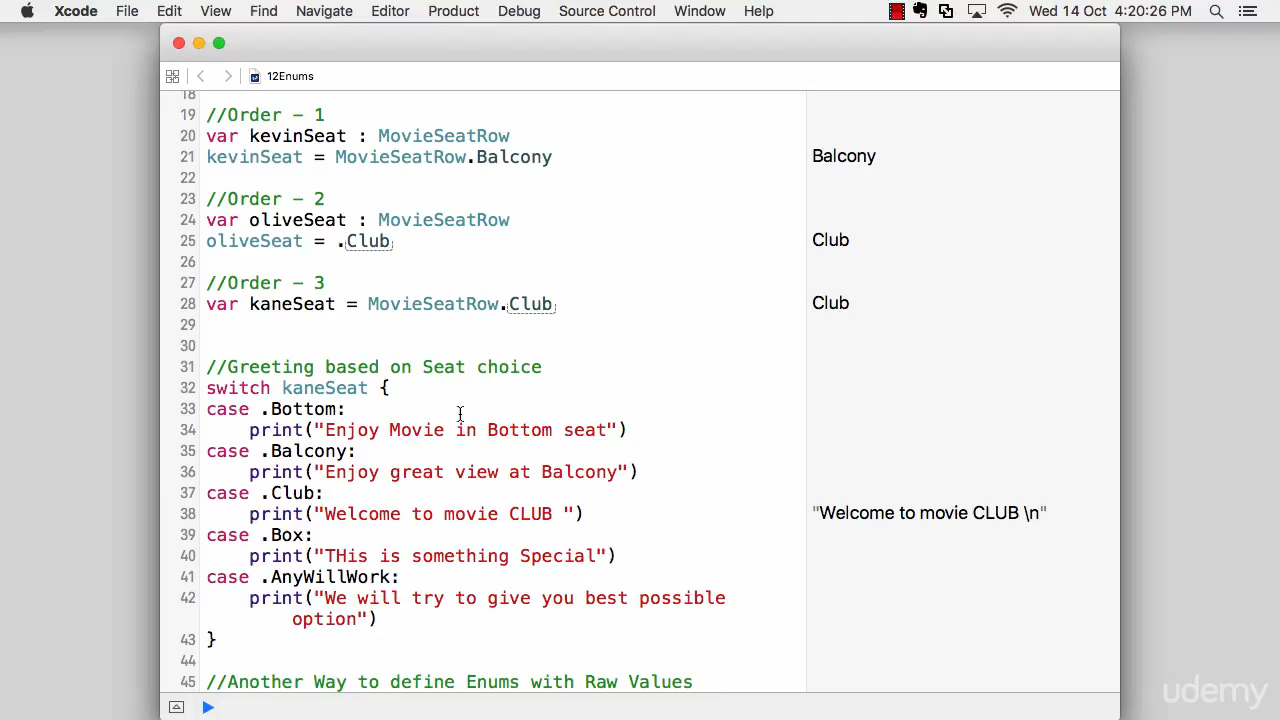 Xcode File Edit View Find Navigate Editor Product Debug Source Control Window Help Wed 14 Oct 4:20:26 PM
12Enums
18
19 //Order - 1
20 var kevinSeat : MovieSeatRow
21 kevinSeat = MovieSeatRow.Balcony Balcony
22
23 //Order - 2
24 var oliveSeat : MovieSeatRow
25 oliveSeat = .Club Club
26
27 //Order - 3
28 var kaneSeat = MovieSeatRow.Club Club
29
30
31 //Greeting based on Seat choice
32 switch kaneSeat {
33 case .Bottom:
34 print("Enjoy Movie in Bottom seat")
35 case .Balcony:
36 print("Enjoy great view at Balcony")
37 case .Club:
38 print("Welcome to movie CLUB ") "Welcome to movie CLUB \n"
39 case .Box:
40 print("THis is something Special")
41 case .AnyWillWork:
42 print("We will try to give you best possible
option")
43 }
44
45 //Another Way to define Enums with Raw Values
udemy